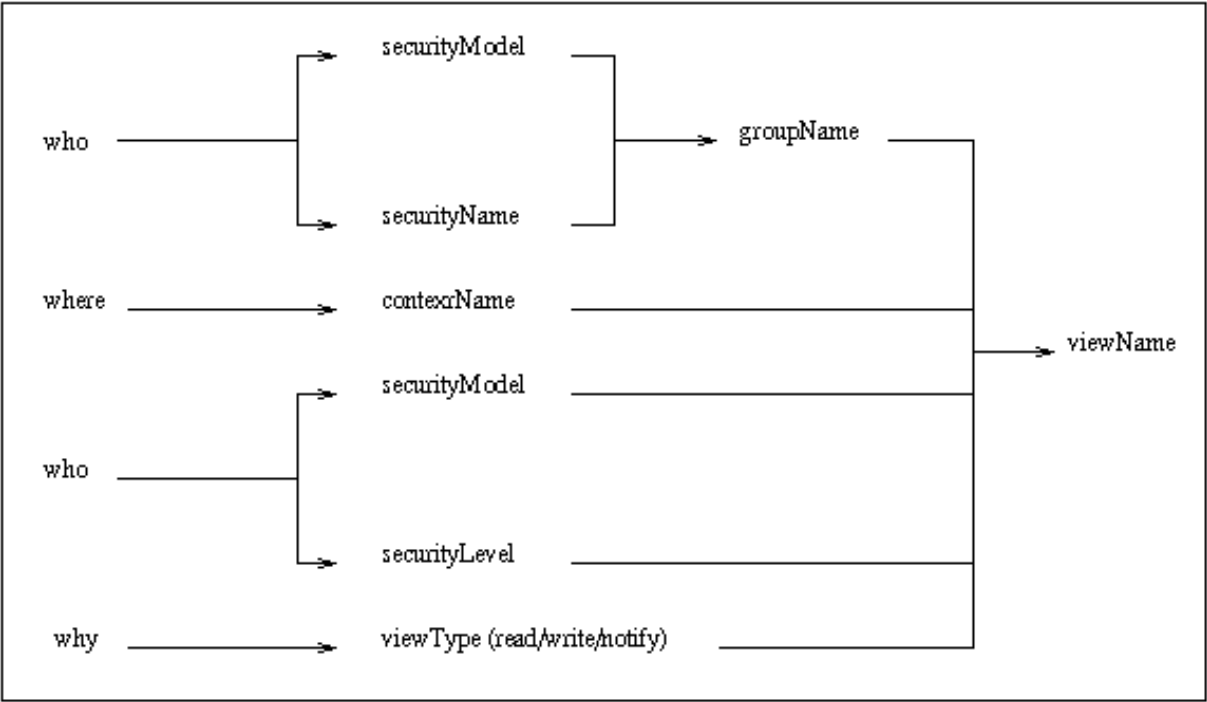 securityModel
who
groupName
securityName
where
contexrName
viewName
securityModel
who
securityLevel
why
viewType (read/write/notify)